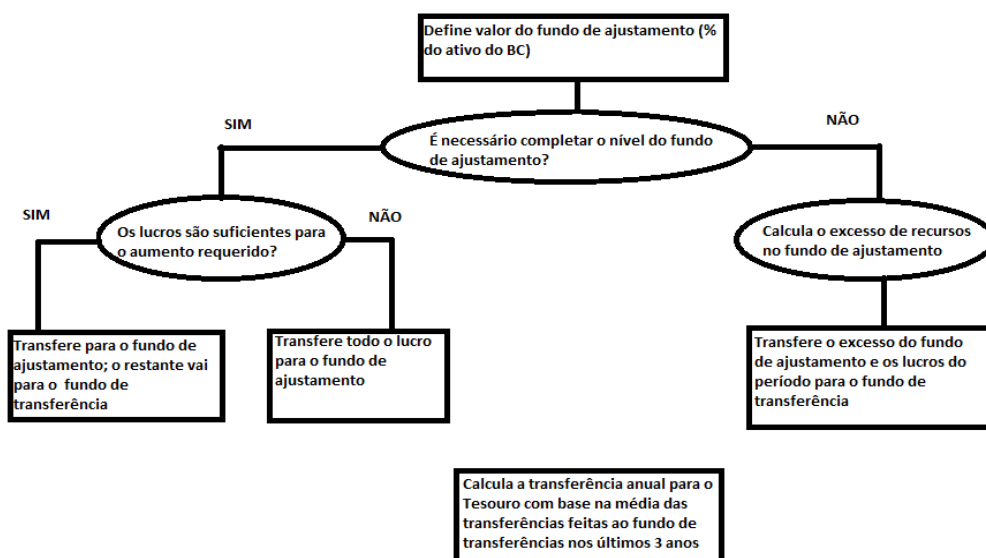 Define valor do fundo de ajustamento (%
do ativo do BC)
SIM
NÃO
É necessário completar o nível do fundo
de ajustamento?
SIM
Os lucros são suficientes para
o aumento requerido?
NÃO
Calcula o excesso de recursos
no fundo de ajustamento
Transfere para o fundo de
ajustamento; o restante vai
para o fundo de
transferência
Transfere todo o lucro
para o fundo de
ajustamento
Transfere o excesso do fundo
de ajustamento e os lucros do
período para o fundo de
transferência
Calcula a transferência anual para o
Tesouro com base na média das
transferências feitas ao fundo de
transferências nos últimos 3 anos